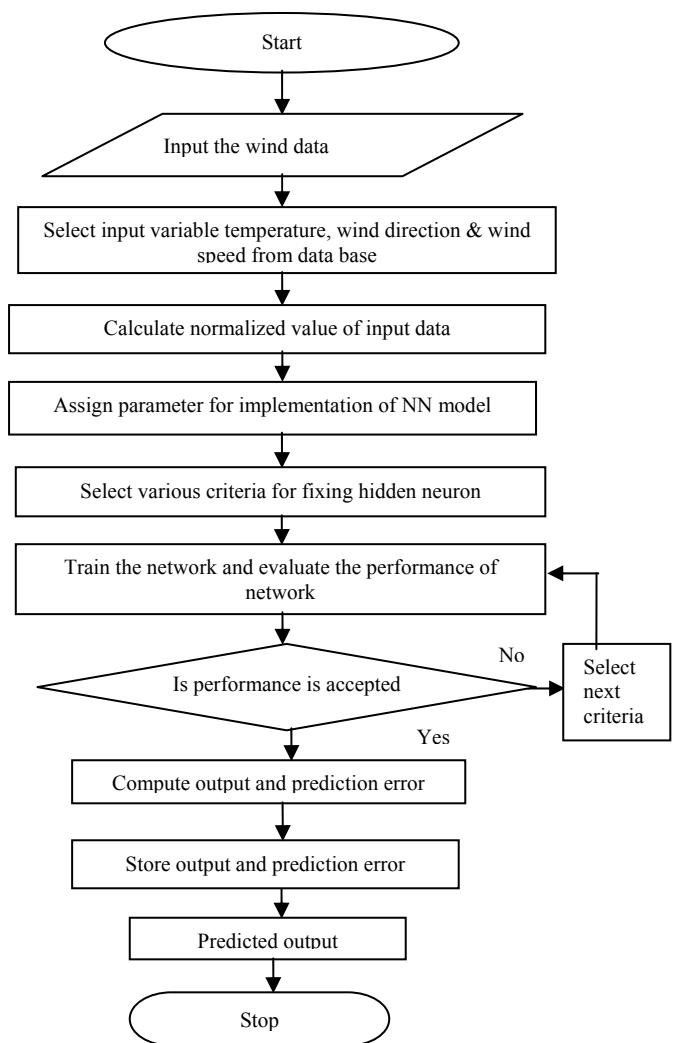 Start
Input the wind data
Select input variable temperature, wind direction & wind
speed from data base
Calculate normalized value of input data
Assign parameter for implementation of NN model
Select various criteria for fixing hidden neuron
Train the network and evaluate the performance of
network
Is performance is accepted
No
Select
next
criteria
Yes
Compute output and prediction error
Store output and prediction error
Predicted output
Stop